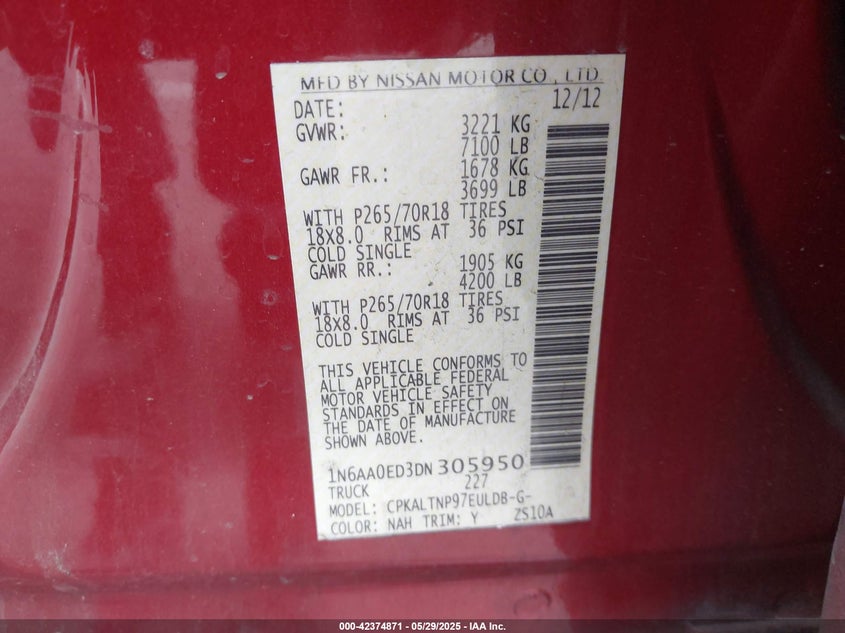 MFD BY NISSAN MOTOR CO., LTD.
DATE: 12/12
GVWR: 3221 KG
7100 LB
GAWR FR.: 1678 KG
3699 LB
WITH P265/70R18 TIRES
18X8.0 RIMS AT 36 PSI
COLD SINGLE
GAWR RR.: 1905 KG
4200 LB
WITH P265/70R18 TIRES
18X8.0 RIMS AT 36 PSI
COLD SINGLE
THIS VEHICLE CONFORMS TO
ALL APPLICABLE FEDERAL
MOTOR VEHICLE SAFETY
STANDARDS IN EFFECT ON
THE DATE OF MANUFACTURE
SHOWN ABOVE.
1N6AA0ED3DN305950
TRUCK 227
MODEL: CPKALTNP97EULDB-G-
COLOR: NAH TRIM: Y ZS10A
000-42374871 | 05/29/2025 - IAA Inc.